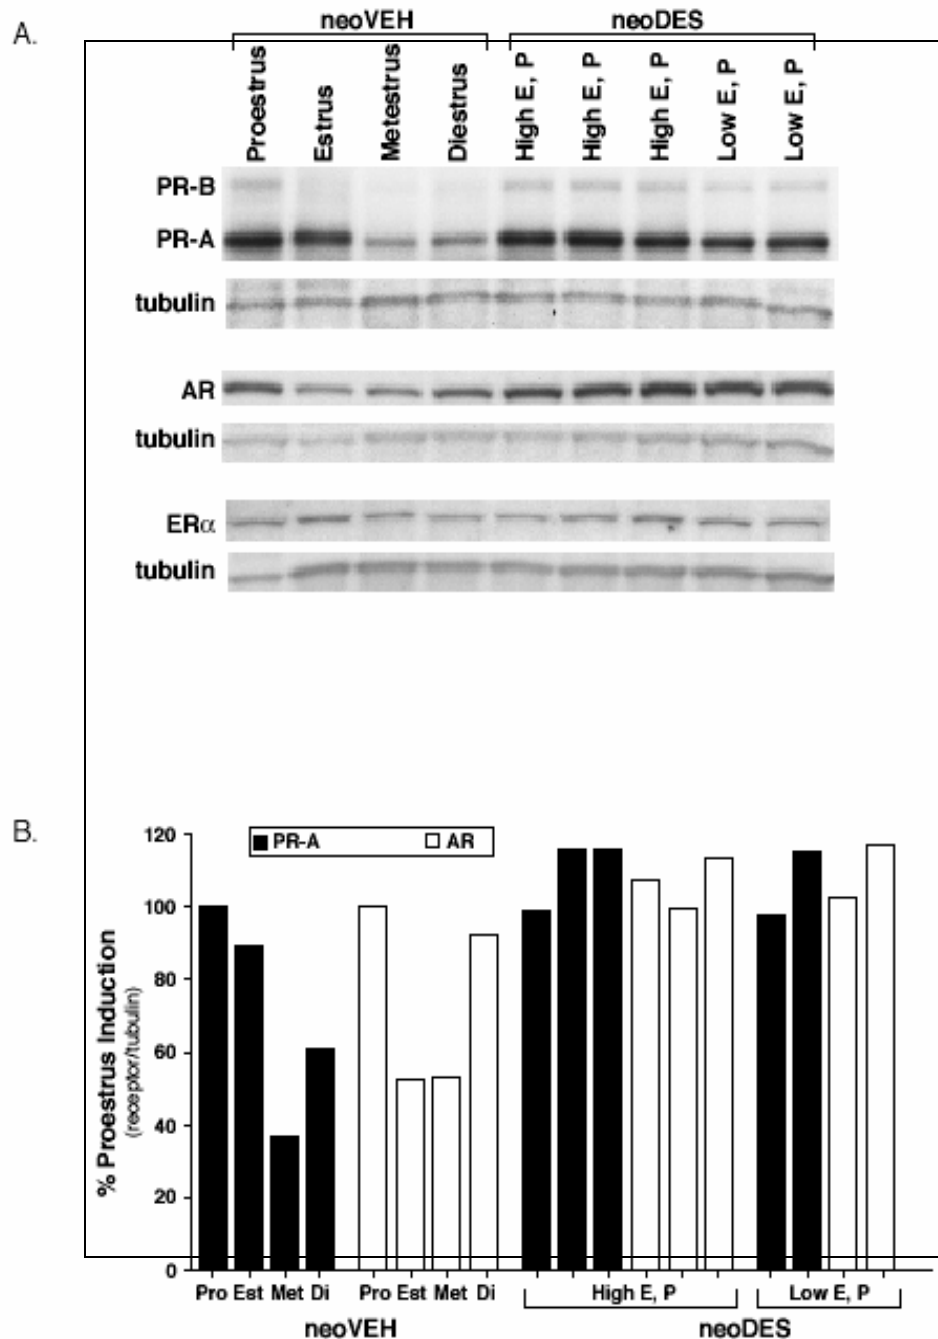 A.
neoVEH neoDES
Proestrus Estrus Metestrus Diestrus High E, P High E, P High E, P Low E, P Low E, P
PR-B
PR-A
tubulin
AR
tubulin
ERα
tubulin
B.
PR-A AR
% Proestrus Induction
(receptor/tubulin)
120
100
80
60
40
20
0
Pro Est Met Di Pro Est Met Di High E, P Low E, P
neoVEH neoDES